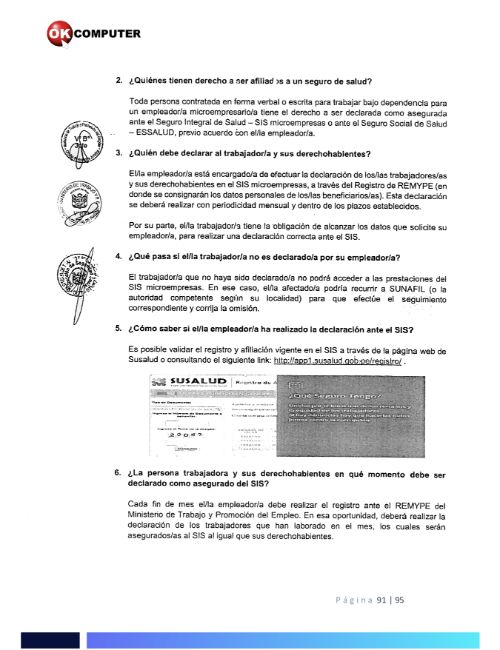 OK COMPUTER
2. ¿Quiénes tienen derecho a ser afiliados a un seguro de salud?
Toda persona contratada en forma verbal o escrita para trabajar bajo dependencia para
un empleador/a microempresario/a tiene el derecho a ser declarada como asegurada
ante el Seguro Integral de Salud – SIS microempresas o ante el Seguro Social de Salud
– ESSALUD, previo acuerdo con el/la empleador/a.
3. ¿Quién debe declarar al trabajador/a y sus derechohabientes?
El/la empleador/a está encargado/a de efectuar la declaración de los/las trabajadores/as
y sus derechohabientes en el SIS microempresas, a través del Registro de REMYPE (en
donde se consignarán los datos personales de los/las beneficiarios/as). Esta declaración
se deberá realizar con periodicidad mensual y dentro de los plazos establecidos.
Por su parte, el/la trabajador/a tiene la obligación de alcanzar los datos que solicite su
empleador/a, para realizar una declaración correcta ante el SIS.
4. ¿Qué pasa si el/la trabajador/a no es declarado/a por su empleador/a?
El trabajador/a que no haya sido declarado/a no podrá acceder a las prestaciones del
SIS microempresas. En ese caso, el/la afectado/a podría recurrir a SUNAFIL (o la
autoridad competente según su localidad) para que efectúe el seguimiento
correspondiente y corrija la omisión.
5. ¿Cómo saber si el/la empleador/a ha realizado la declaración ante el SIS?
Es posible validar el registro y afiliación vigente en el SIS a través de la página web de
Susalud o consultando el siguiente link: http://app1.susalud.gob.pe/registro/ .
SUSALUD Registro de A
¿Qué Seguro Tengo?
6. ¿La persona trabajadora y sus derechohabientes en qué momento debe ser
declarado como asegurado del SIS?
Cada fin de mes el/la empleador/a debe realizar el registro ante el REMYPE del
Ministerio de Trabajo y Promoción del Empleo. En esa oportunidad, deberá realizar la
declaración de los trabajadores que han laborado en el mes, los cuales serán
asegurados/as al SIS al igual que sus derechohabientes.
Página 91 | 95